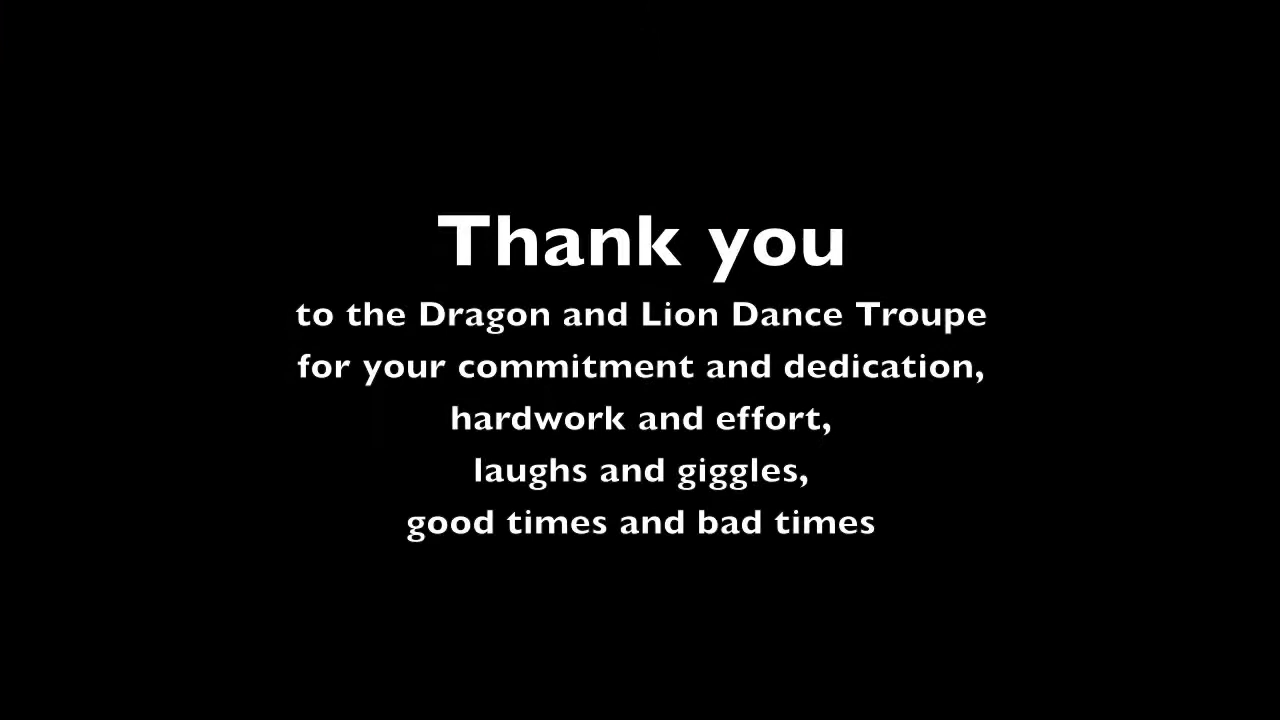 Thank you
to the Dragon and Lion Dance Troupe
for your commitment and dedication,
hardwork and effort,
laughs and giggles,
good times and bad times